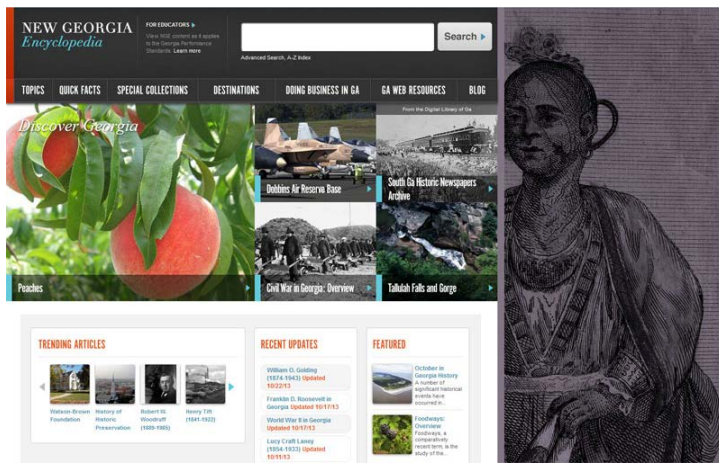 NEW GEORGIA
Encyclopedia
FOR EDUCATORS
View NGE content as it applies
to the Georgia Performance
Standards. Learn more
Search
Advanced Search, A-Z Index
TOPICS QUICK FACTS SPECIAL COLLECTIONS DESTINATIONS DOING BUSINESS IN GA GA WEB RESOURCES BLOG
Discover Georgia
From the Digital Library of Ga
Dobbins Air Reserve Base
South Ga Historic Newspapers
Archive
Peaches
Civil War in Georgia: Overview
Tallulah Falls and Gorge
TRENDING ARTICLES
Watson-Brown
Foundation
History of
Historic
Preservation
Robert W.
Woodruff
(1889-1985)
Henry Tift
(1841-1922)
RECENT UPDATES
William G. Golding
(1874-1943) Updated
10/22/13
Franklin D. Roosevelt in
Georgia Updated 10/17/13
World War II in Georgia
Updated 10/17/13
Lucy Craft Laney
(1854-1933) Updated
10/11/13
FEATURED
October in
Georgia History
A number of
significant historical
events have
occurred in...
Foodways:
Overview
Foodways, a
comparatively
recent term, is the
study of the...